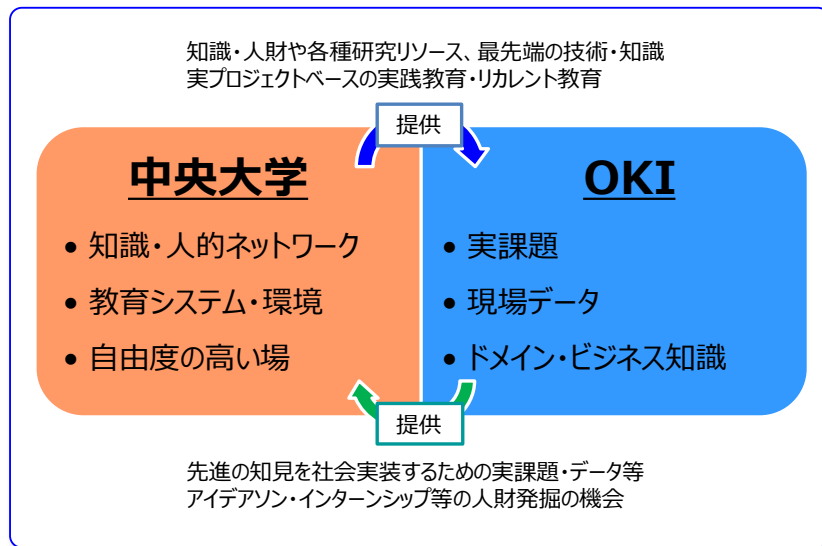 知識・人財や各種研究リソース、最先端の技術・知識
実プロジェクトベースの実践教育・リカレント教育
提供
中央大学
• 知識・人的ネットワーク
• 教育システム・環境
• 自由度の高い場
OKI
• 実課題
• 現場データ
• ドメイン・ビジネス知識
提供
先進の知見を社会実装するための実課題・データ等
アイデアソン・インターンシップ等の人財発掘の機会